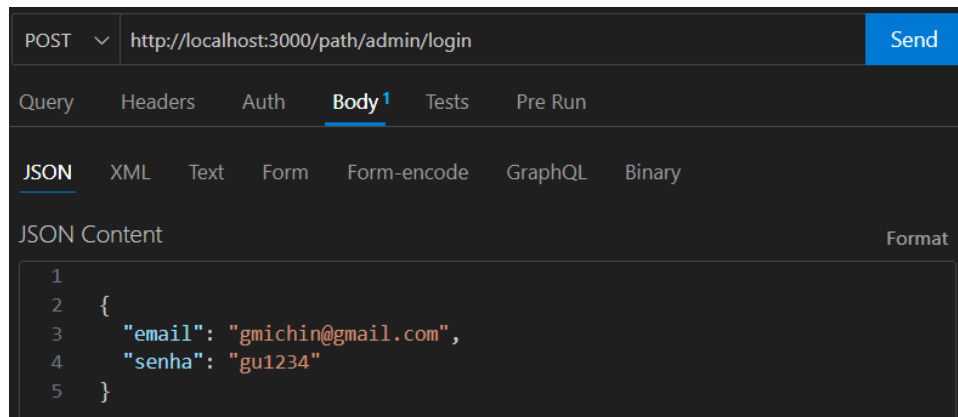 POST http://localhost:3000/path/admin/login Send
Query Headers Auth Body 1 Tests Pre Run
JSON XML Text Form Form-encode GraphQL Binary
JSON Content Format
1
2 {
3 "email": "gmichin@gmail.com",
4 "senha": "gu1234"
5 }